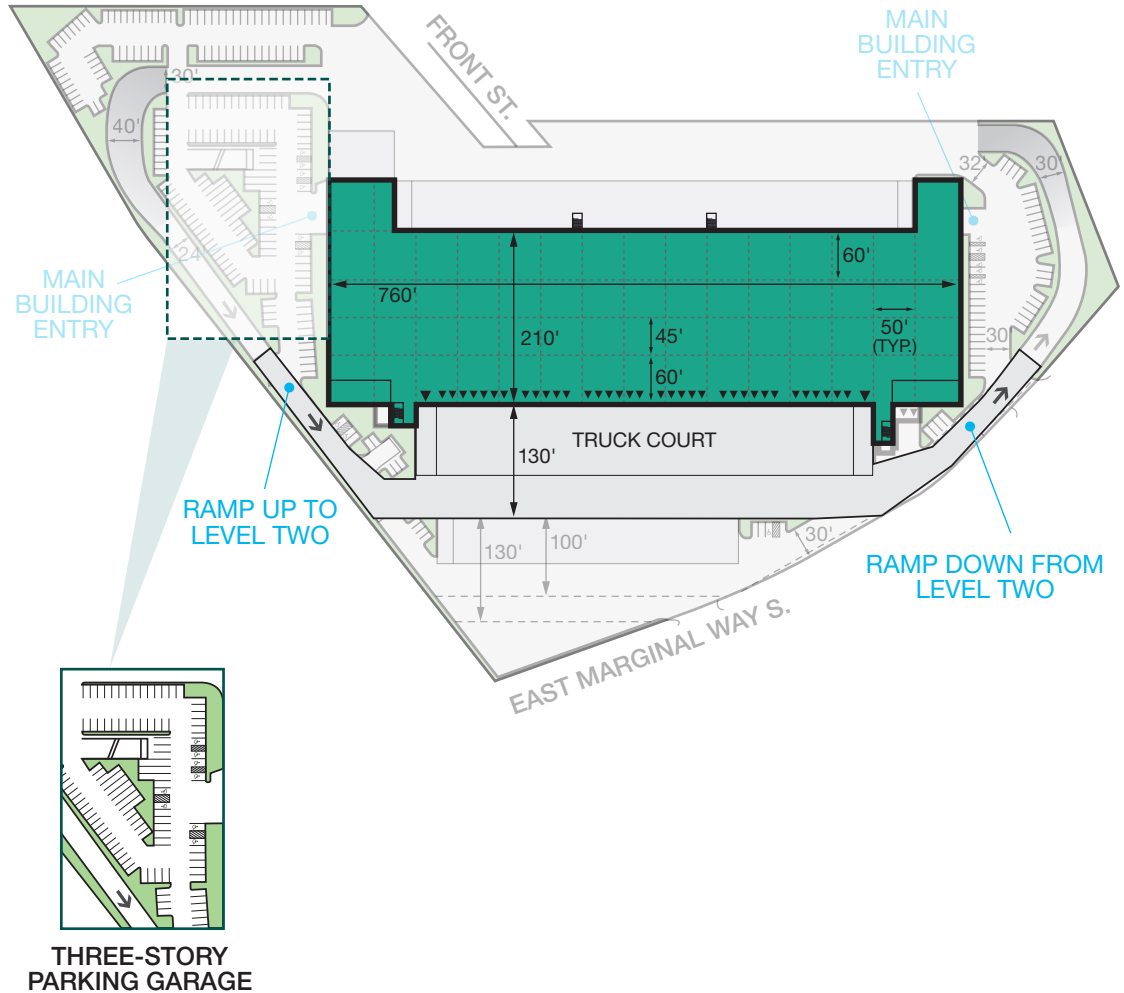 FRONT ST.
MAIN
BUILDING
ENTRY
30'
40'
32'
30'
24'
60'
MAIN
BUILDING
ENTRY
760'
210'
45'
50'
(TYP.)
30'
60'
TRUCK COURT
130'
RAMP UP TO
LEVEL TWO
130'
100'
30'
RAMP DOWN FROM
LEVEL TWO
EAST MARGINAL WAY S.
THREE-STORY
PARKING GARAGE